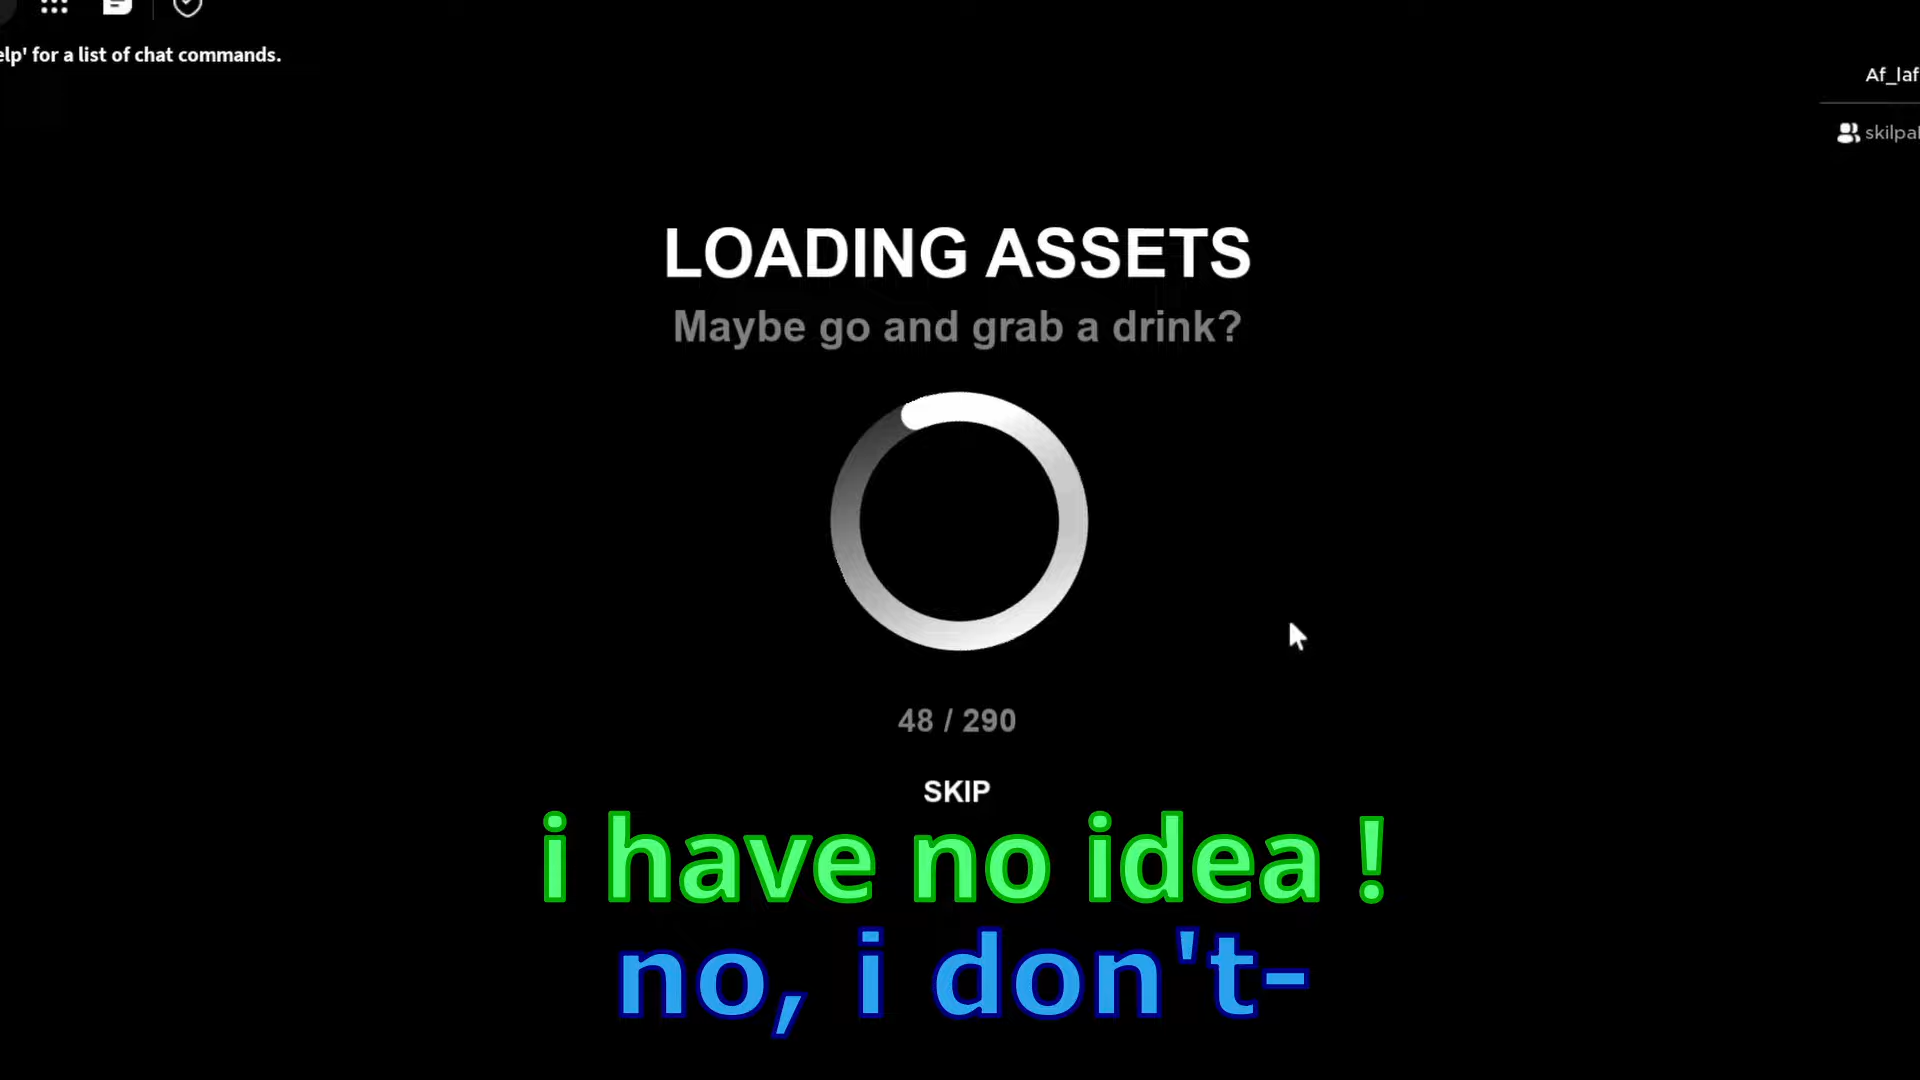 elp' for a list of chat commands.
Af_laf
skilpal
LOADING ASSETS
Maybe go and grab a drink?
48 / 290
SKIP
i have no idea !
no, i don't-